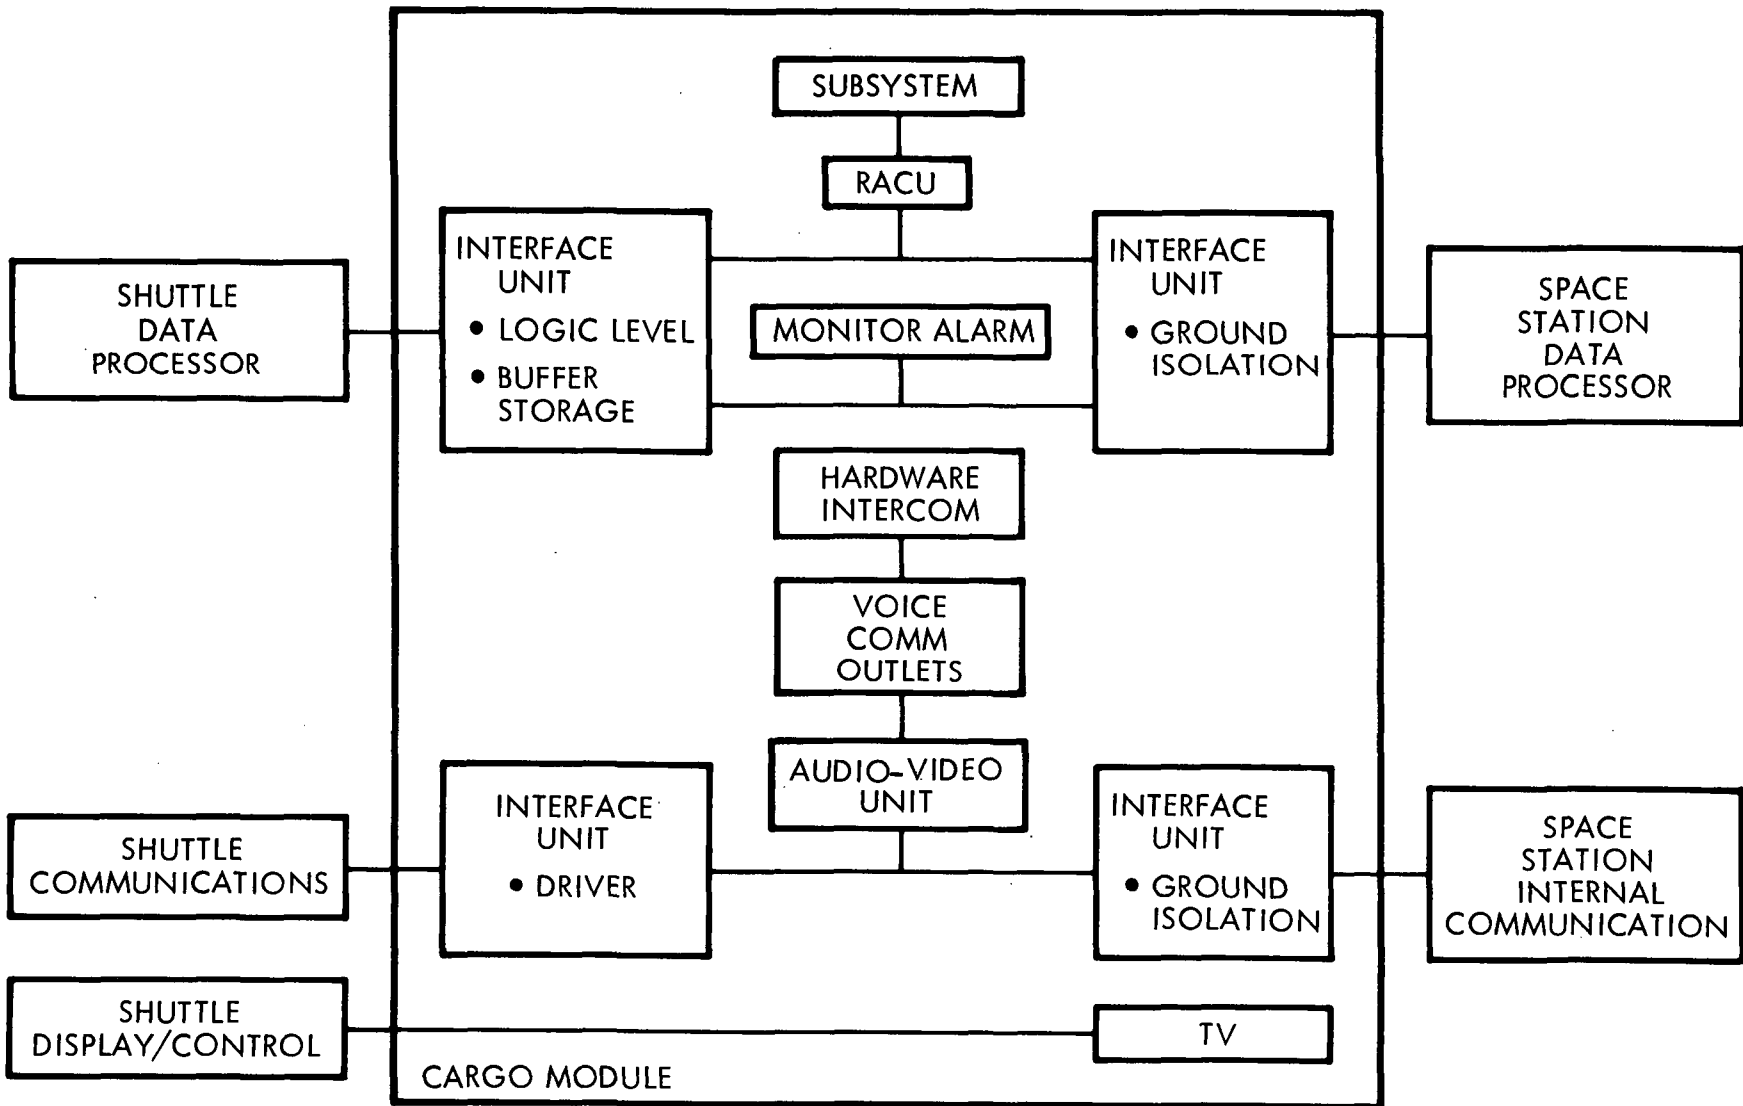 SUBSYSTEM
RACU
INTERFACE
UNIT
• LOGIC LEVEL
• BUFFER
STORAGE
MONITOR ALARM
INTERFACE
UNIT
• GROUND
ISOLATION
SHUTTLE
DATA
PROCESSOR
SPACE
STATION
DATA
PROCESSOR
HARDWARE
INTERCOM
VOICE
COMM
OUTLETS
AUDIO-VIDEO
UNIT
SHUTTLE
COMMUNICATIONS
INTERFACE
UNIT
• DRIVER
INTERFACE
UNIT
• GROUND
ISOLATION
SPACE
STATION
INTERNAL
COMMUNICATION
SHUTTLE
DISPLAY/CONTROL
TV
CARGO MODULE